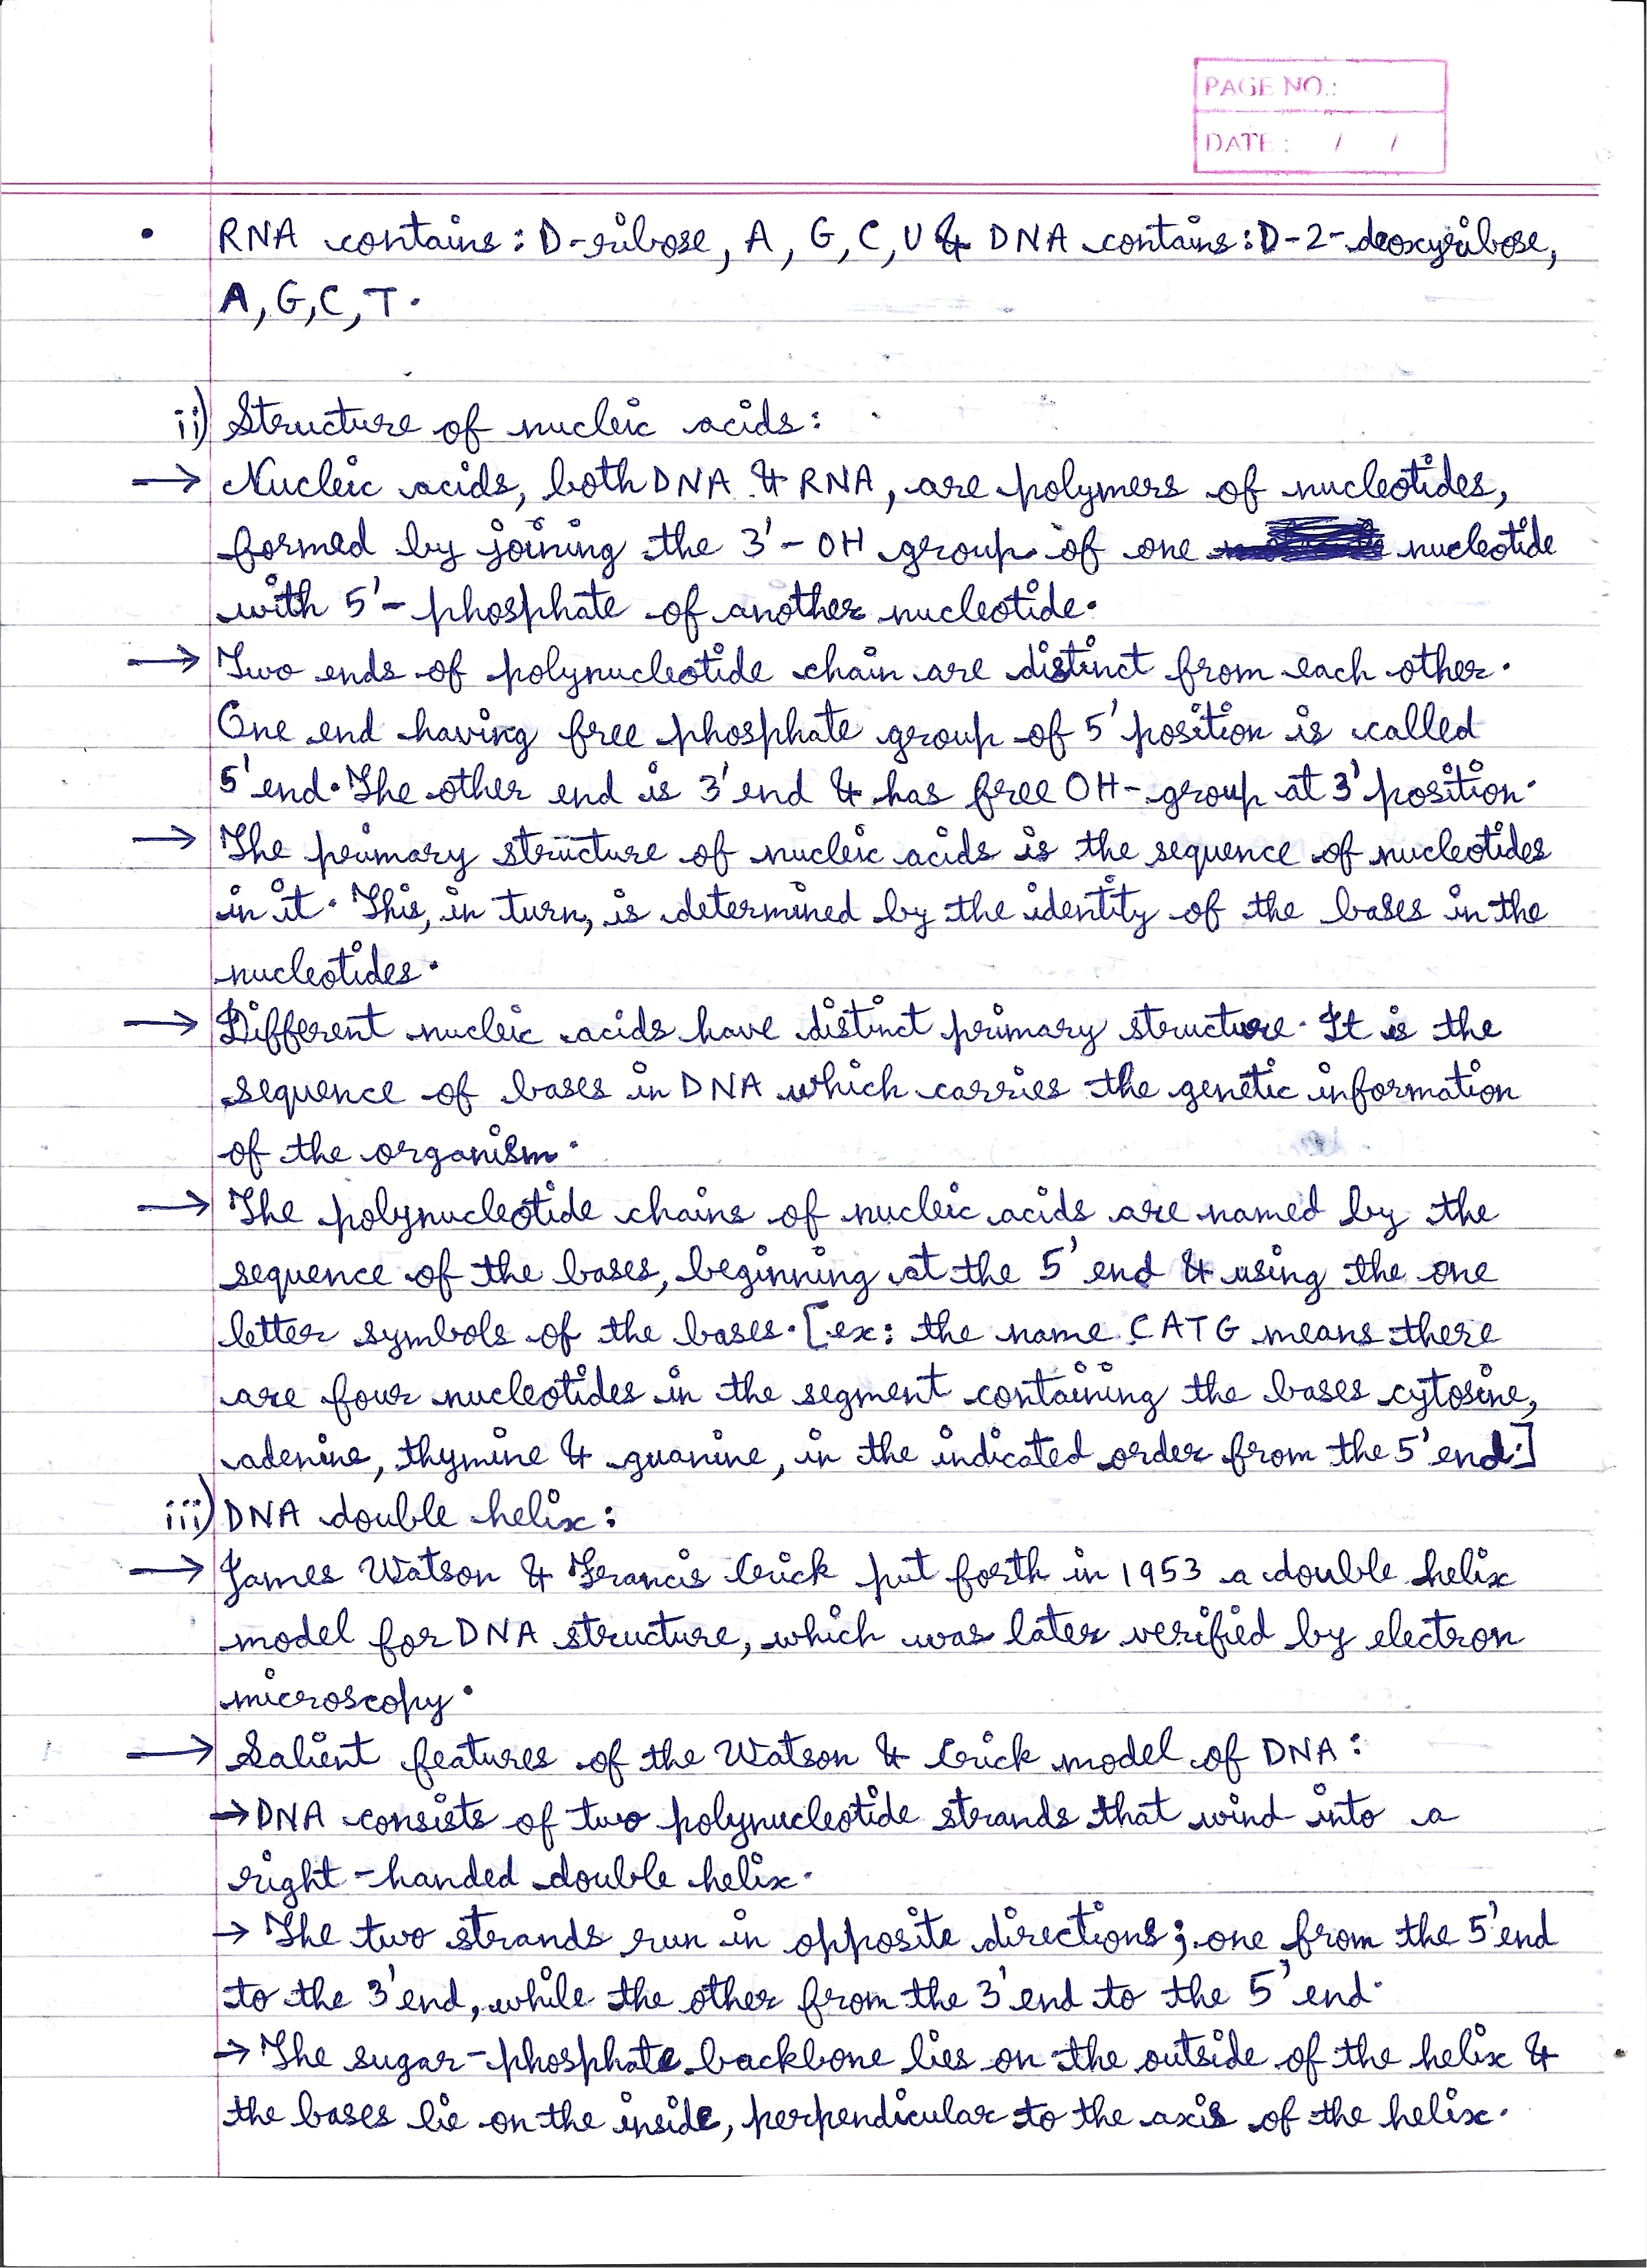 PAGE NO.:
DATE : / /
• RNA contains: D-ribose, A, G, C, U & DNA contains: D-2-deoxyribose,
A, G, C, T.
ii) Structure of nucleic acids:
→ Nucleic acids, both DNA & RNA, are polymers of nucleotides,
formed by joining the 3'-OH group of one nucleotide
with 5'-phosphate of another nucleotide.
→ Two ends of polynucleotide chain are distinct from each other.
One end having free phosphate group of 5' position is called
5' end. The other end is 3' end & has free OH- group at 3' position.
→ The primary structure of nucleic acids is the sequence of nucleotides
in it. This, in turn, is determined by the identity of the bases in the
nucleotides.
→ Different nucleic acids have distinct primary structure. It is the
sequence of bases in DNA which carries the genetic information
of the organism.
→ The polynucleotide chains of nucleic acids are named by the
sequence of the bases, beginning at the 5' end & using the one
letter symbols of the bases. [ex: the name CATG means there
are four nucleotides in the segment containing the bases cytosine,
adenine, thymine & guanine, in the indicated order from the 5' end.]
iii) DNA double helix:
→ James Watson & Francis Crick put forth in 1953 a double helix
model for DNA structure, which was later verified by electron
microscopy.
→ Salient features of the Watson & Crick model of DNA:
→ DNA consists of two polynucleotide strands that wind into a
right-handed double helix.
→ The two strands run in opposite directions; one from the 5' end
to the 3' end, while the other from the 3' end to the 5' end.
→ The sugar-phosphate backbone lies on the outside of the helix &
the bases lie on the inside, perpendicular to the axis of the helix.